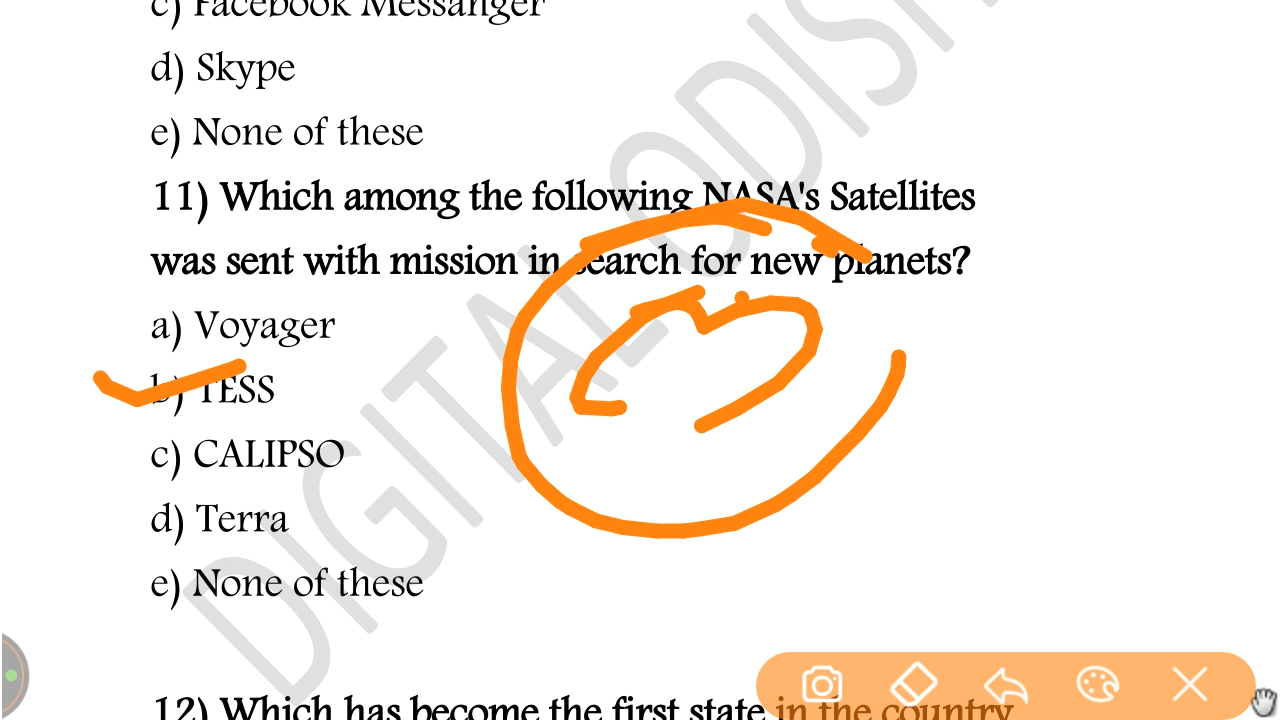 c) Facebook Messanger
d) Skype
e) None of these
11) Which among the following NASA's Satellites
was sent with mission in search for new planets?
a) Voyager
b) TESS
c) CALIPSO
d) Terra
e) None of these
12) Which has become the first state in the country
DIGITAL ODISH